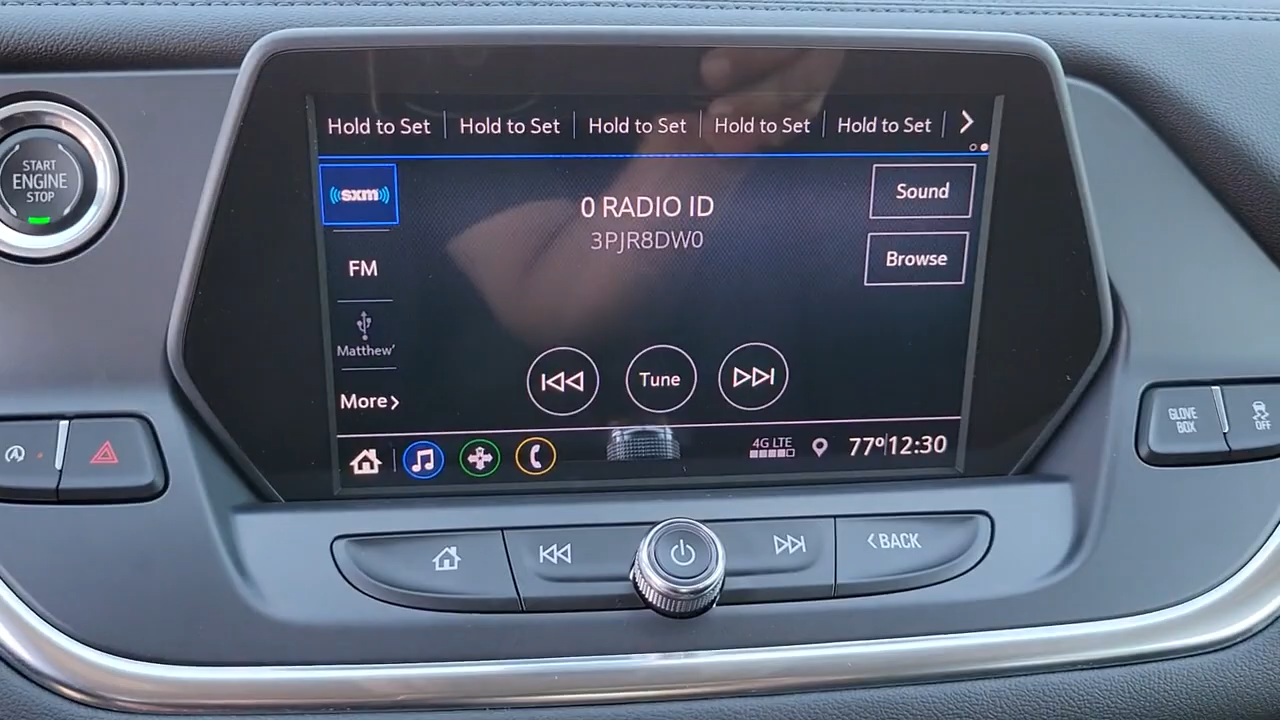 Hold to Set Hold to Set Hold to Set Hold to Set Hold to Set
START
ENGINE
STOP
sxm
0 RADIO ID
3PJR8DW0
Sound
FM
Browse
Matthew'
Tune
More
4G LTE
77° 12:30
GLOVE
BOX
OFF
BACK